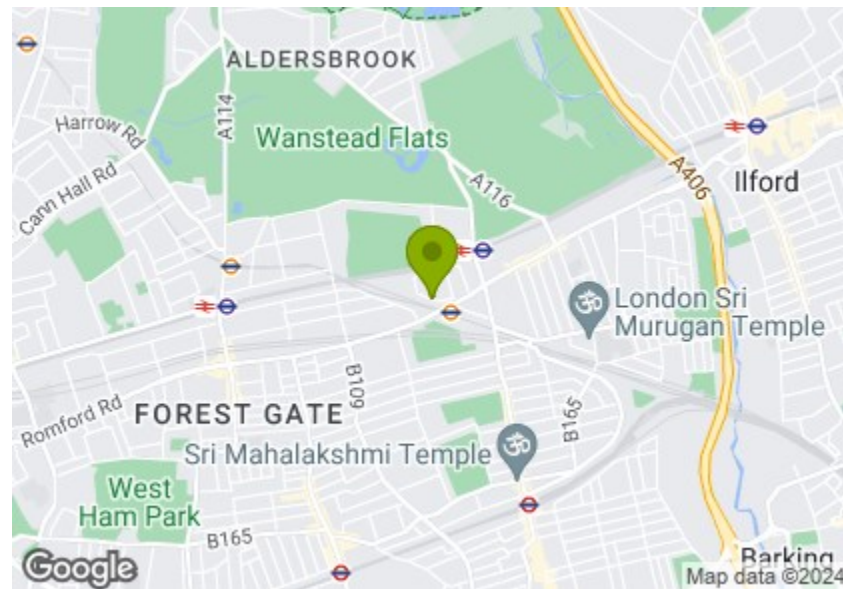 ALDERSBROOK
Harrow Rd
A114
Wanstead Flats
Cann Hall Rd
A116
A406
Ilford
London Sri
Murugan Temple
B109
B165
Romford Rd
FOREST GATE
Sri Mahalakshmi Temple
West
Ham Park
B165
Barking
Google
Map data ©2024